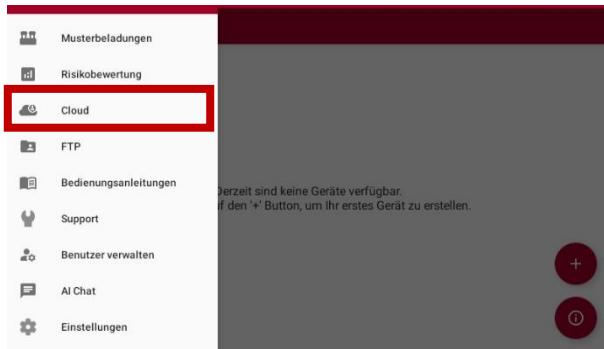 Musterbeladungen
Risikobewertung
Cloud
FTP
Bedienungsanleitungen
Support
Benutzer verwalten
AI Chat
Einstellungen
Derzeit sind keine Geräte verfügbar.
f den '+' Button, um Ihr erstes Gerät zu erstellen.